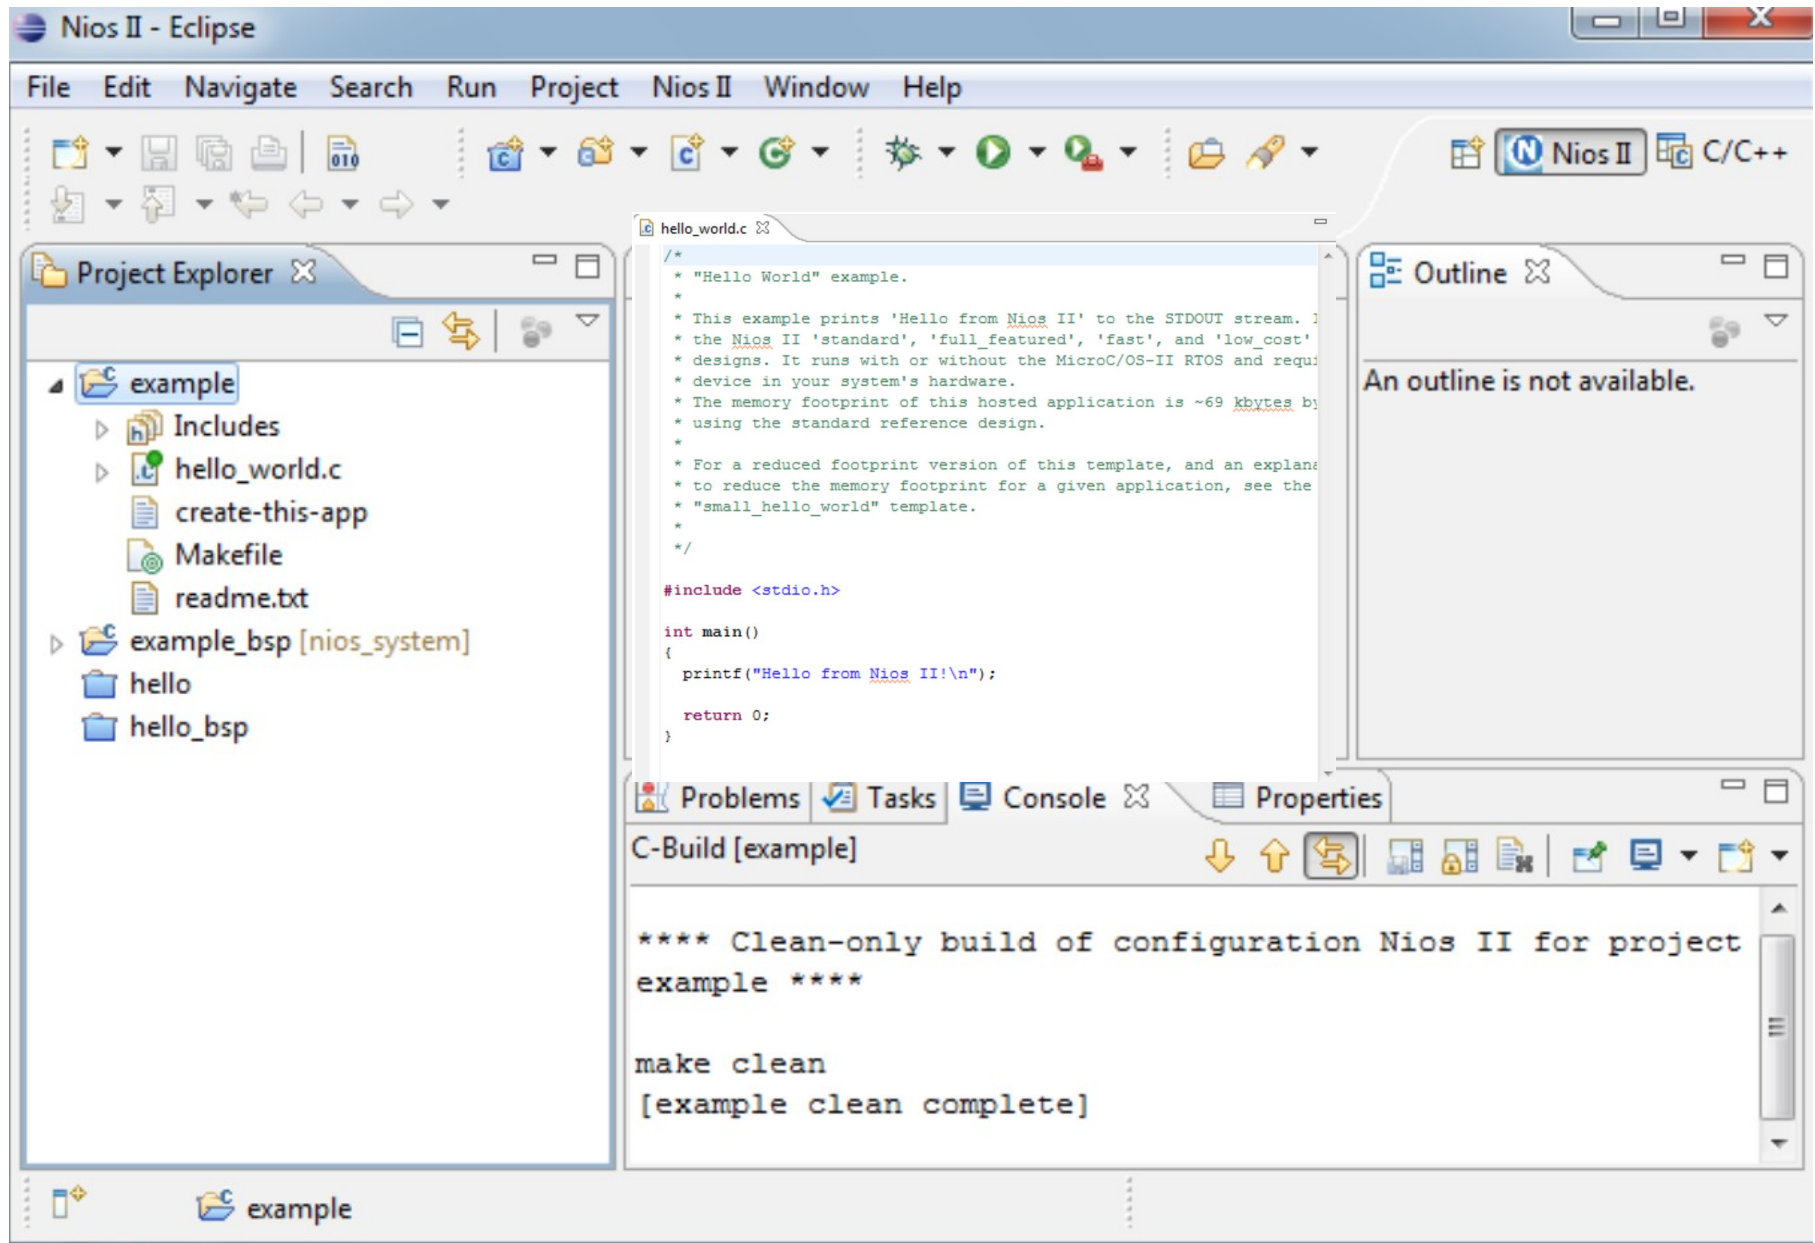 Nios II - Eclipse
File Edit Navigate Search Run Project Nios II Window Help
010
Nios II C/C++
Project Explorer
example
Includes
hello_world.c
create-this-app
Makefile
readme.txt
example_bsp [nios_system]
hello
hello_bsp
hello_world.c
/*
* "Hello World" example.
*
* This example prints 'Hello from Nios II' to the STDOUT stream.
* the Nios II 'standard', 'full_featured', 'fast', and 'low_cost'
* designs. It runs with or without the MicroC/OS-II RTOS and requi
* device in your system's hardware.
* The memory footprint of this hosted application is ~69 kbytes by
* using the standard reference design.
*
* For a reduced footprint version of this template, and an explana
* to reduce the memory footprint for a given application, see the
* "small_hello_world" template.
*
*/
#include <stdio.h>
int main()
{
printf("Hello from Nios II!\n");
return 0;
}
Outline
An outline is not available.
Problems Tasks Console Properties
C-Build [example]
**** Clean-only build of configuration Nios II for project
example ****
make clean
[example clean complete]
example